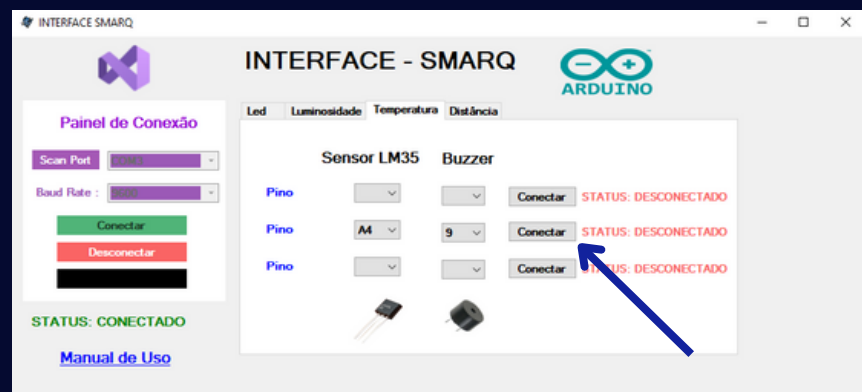 INTERFACE SMARQ
INTERFACE - SMARQ
ARDUINO
Painel de Conexão
Scan Port COM3
Baud Rate : 9600
Conectar
Desconectar
STATUS: CONECTADO
Manual de Uso
Led Luminosidade Temperatura Distância
Sensor LM35 Buzzer
Pino Conectar STATUS: DESCONECTADO
Pino A4 9 Conectar STATUS: DESCONECTADO
Pino Conectar STATUS: DESCONECTADO